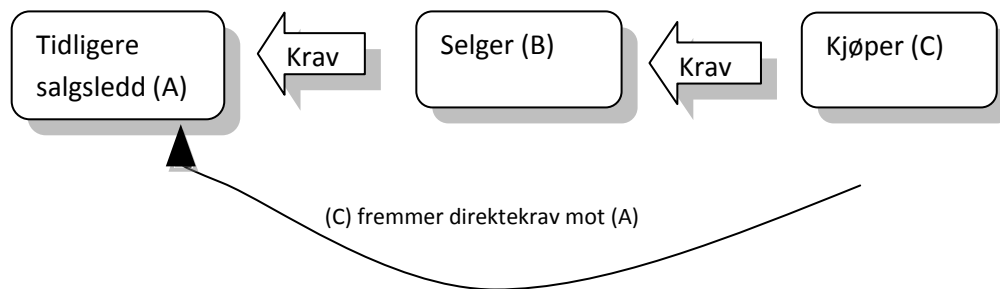 Tidligere
salgsledd (A)
Krav
Selger (B)
Krav
Kjøper (C)
(C) fremmer direktekrav mot (A)